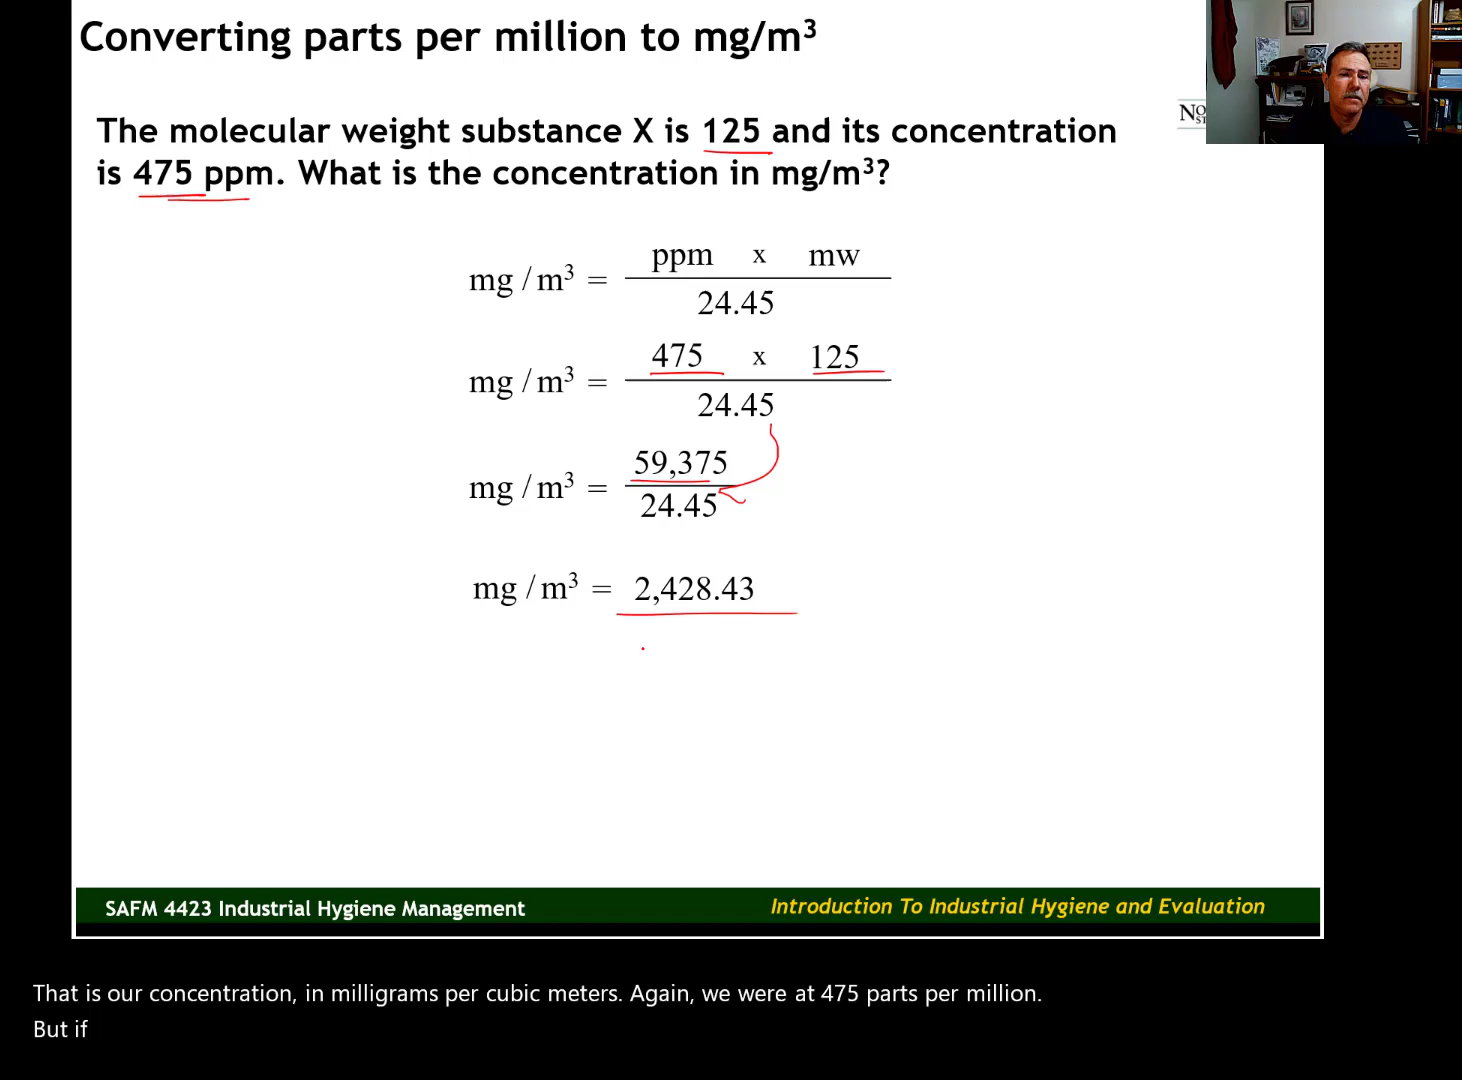 Converting parts per million to mg/m³
The molecular weight substance X is 125 and its concentration
is 475 ppm. What is the concentration in mg/m³?
mg / m³ = ppm x mw
24.45
mg / m³ = 475 x 125
24.45
mg / m³ = 59,375
24.45
mg / m³ = 2,428.43
SAFM 4423 Industrial Hygiene Management
Introduction To Industrial Hygiene and Evaluation
That is our concentration, in milligrams per cubic meters. Again, we were at 475 parts per million.
But if